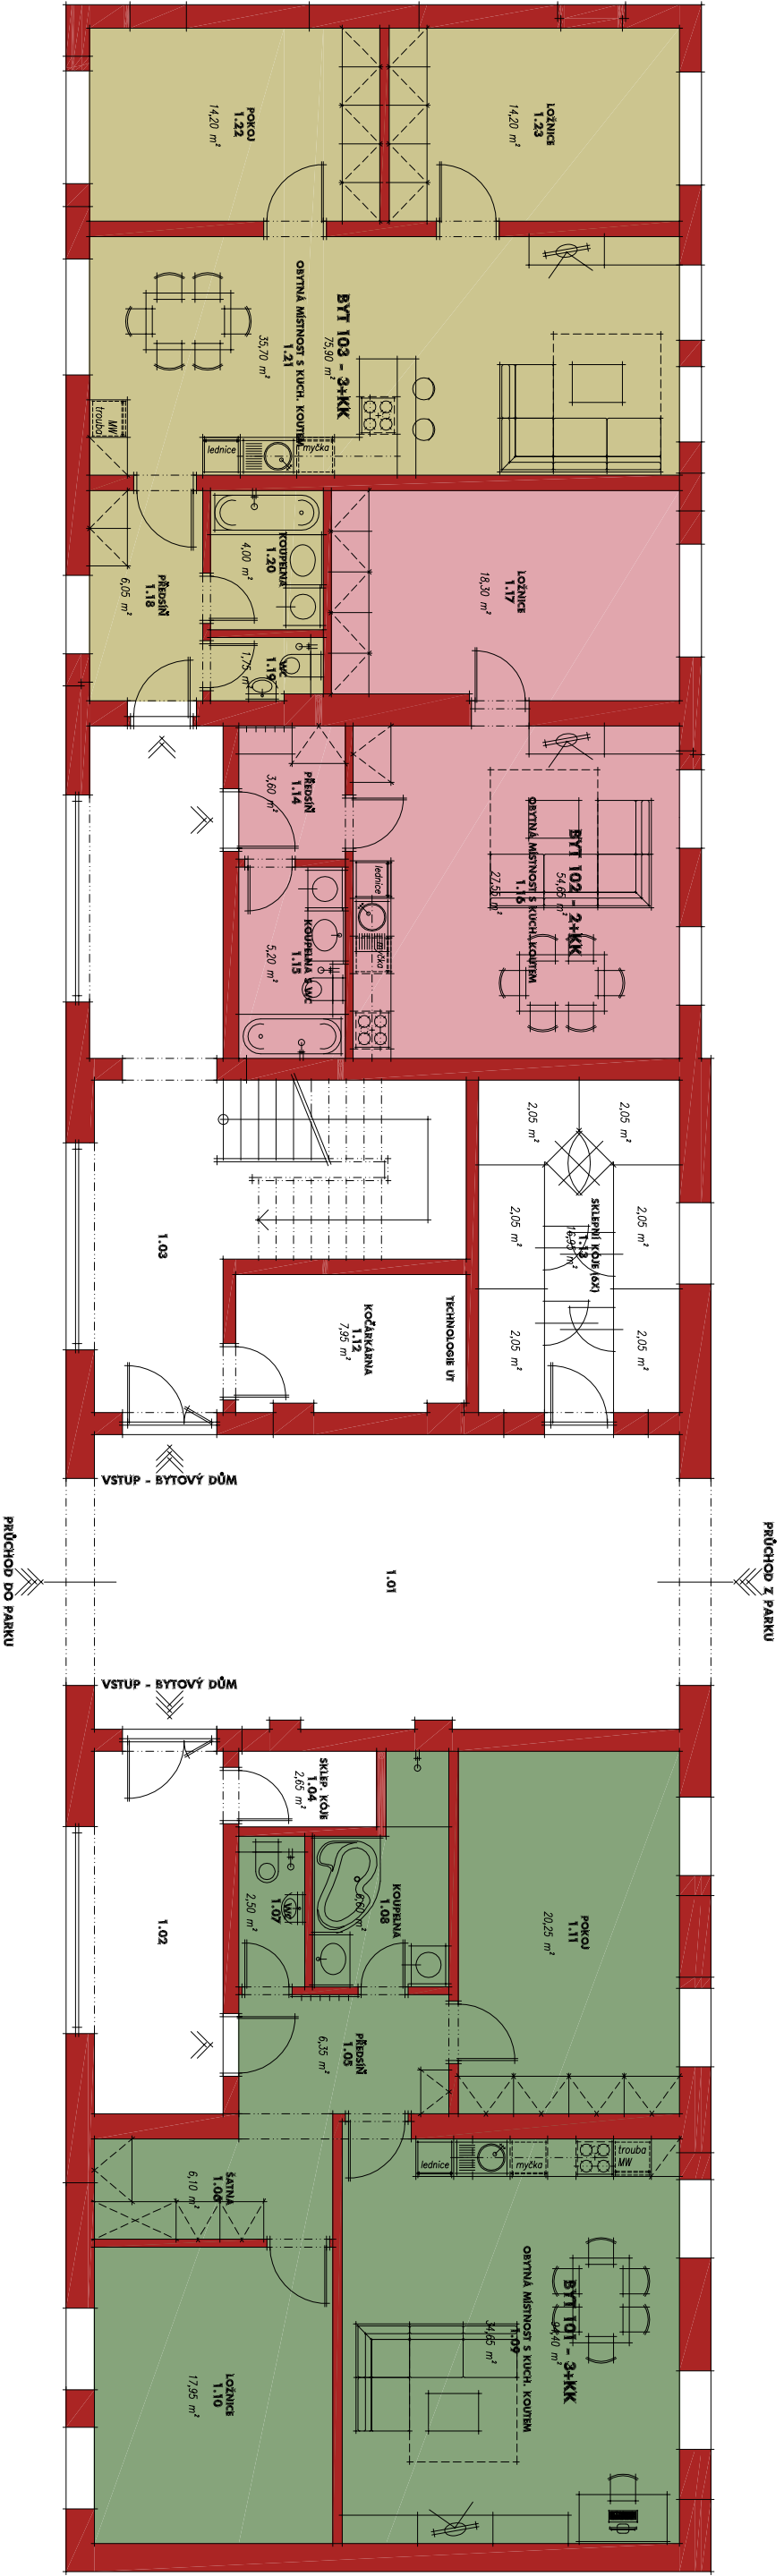 POKOJ
1.22
14,20 m²
LOŽNICE
1.23
14,20 m²
BYT 103 - 3+KK
75,90 m²
OBYTNÁ MÍSTNOST S KUCH. KOUTEM
1.21
35,70 m²
MW
trouba
lednice
myčka
PŘEDSÍŇ
1.18
6,05 m²
KOUPELNA
1.20
4,00 m²
WC
1.19
1,75 m²
LOŽNICE
1.17
18,30 m²
PŘEDSÍŇ
1.14
3,60 m²
KOUPELNA S WC
1.15
5,20 m²
lednice
myčka
BYT 102 - 2+KK
54,65 m²
OBYTNÁ MÍSTNOST S KUCH. KOUTEM
1.16
27,55 m²
2,05 m²
2,05 m²
2,05 m²
2,05 m²
2,05 m²
2,05 m²
SKLEPNÍ KÓJE (6X)
1.13
16,95 m²
1.03
TECHNOLOGIE ÚT
KOČÁRKÁRNA
1.12
7,95 m²
VSTUP - BYTOVÝ DŮM
PRŮCHOD DO PARKU
1.01
PRŮCHOD Z PARKU
VSTUP - BYTOVÝ DŮM
SKLEP. KÓJE
1.04
2,65 m²
1.02
WC
1.07
2,50 m²
KOUPELNA
1.08
POKOJ
1.11
20,25 m²
PŘEDSÍŇ
1.05
6,35 m²
ŠATNA
1.06
6,10 m²
lednice
myčka
trouba
MW
BYT 101 - 3+KK
OBYTNÁ MÍSTNOST S KUCH. KOUTEM
1.09
34,65 m²
LOŽNICE
1.10
17,95 m²